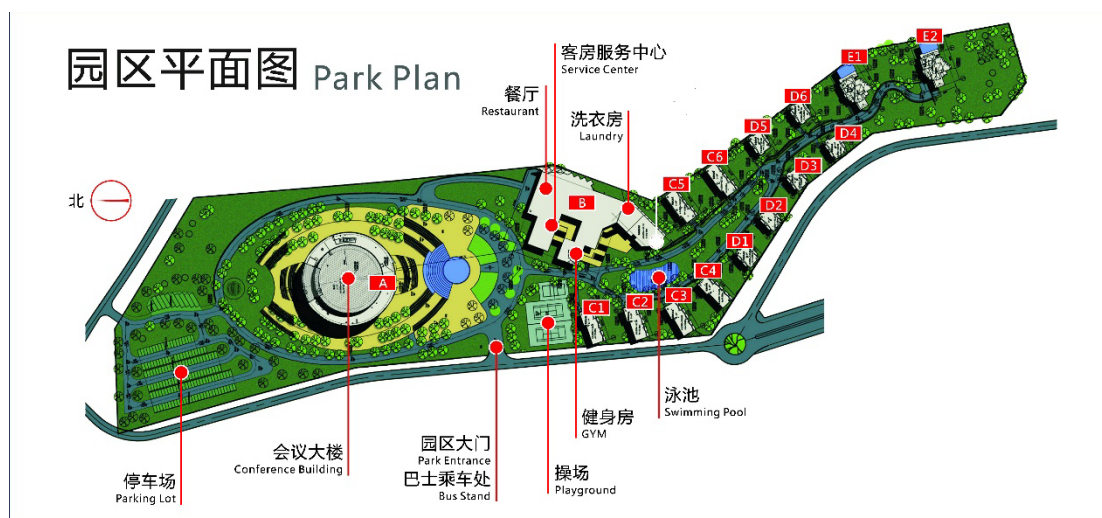 园区平面图 Park Plan
客房服务中心
Service Center
餐厅
Restaurant
洗衣房
Laundry
北
E2
E1
D6
D5
D4
C6
D3
C5
B
D2
D1
A
C4
C3
C2
C1
泳池
Swimming Pool
健身房
GYM
会议大楼
Conference Building
园区大门
Park Entrance
巴士乘车处
Bus Stand
操场
Playground
停车场
Parking Lot